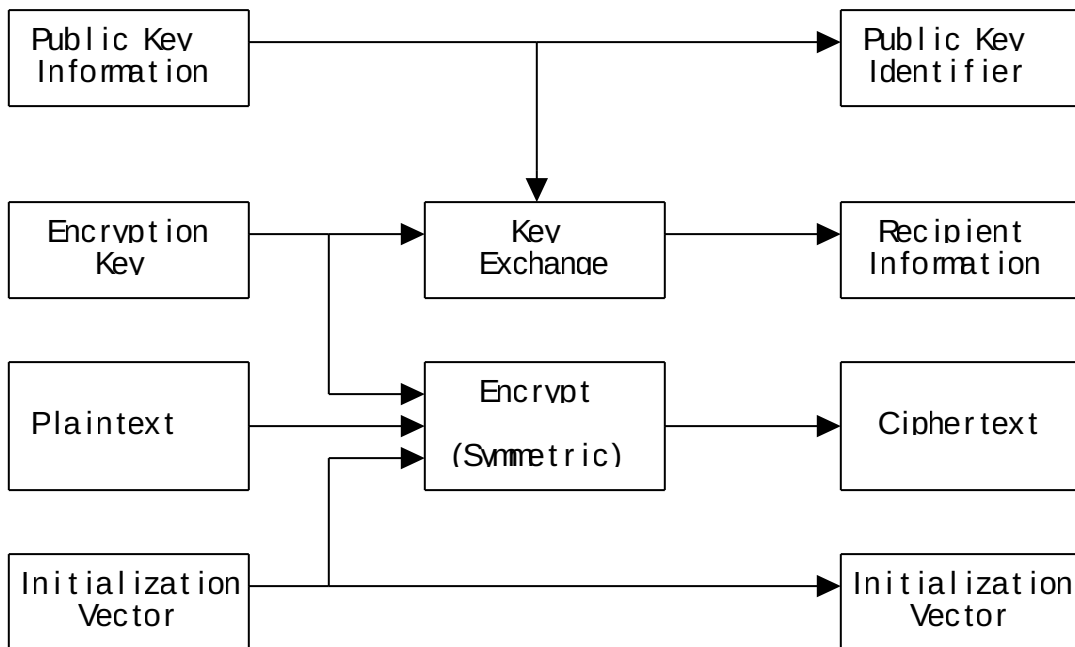 Public Key
Information
Public Key
Identifier
Encryption
Key
Key
Exchange
Recipient
Information
Plaintext
Encrypt
(Symmetric)
Ciphertext
Initialization
Vector
Initialization
Vector